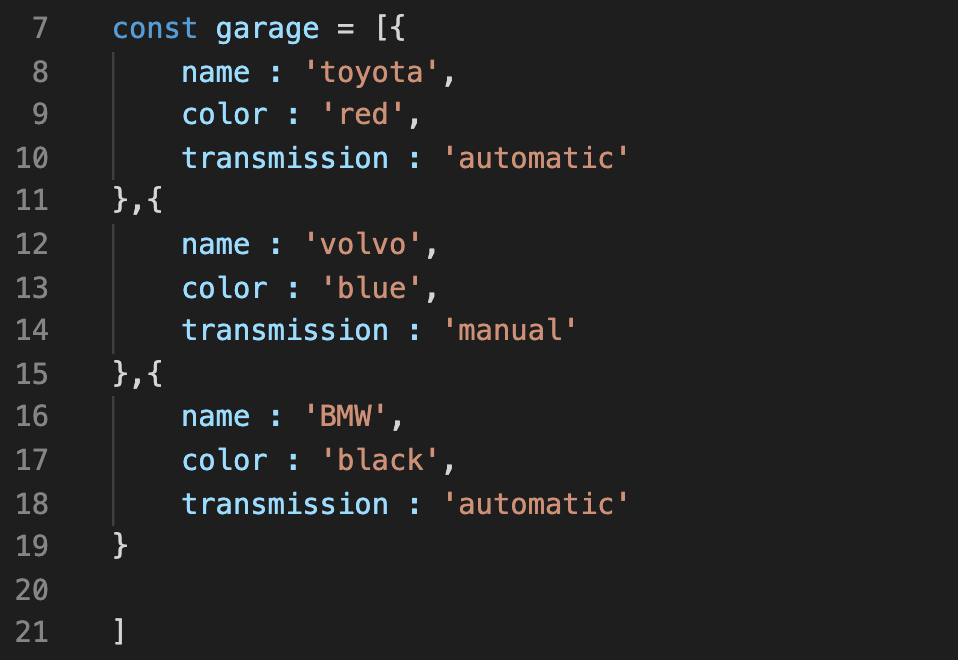 7 const garage = [{
8 name : 'toyota',
9 color : 'red',
10 transmission : 'automatic'
11 },{
12 name : 'volvo',
13 color : 'blue',
14 transmission : 'manual'
15 },{
16 name : 'BMW',
17 color : 'black',
18 transmission : 'automatic'
19 }
20
21 ]